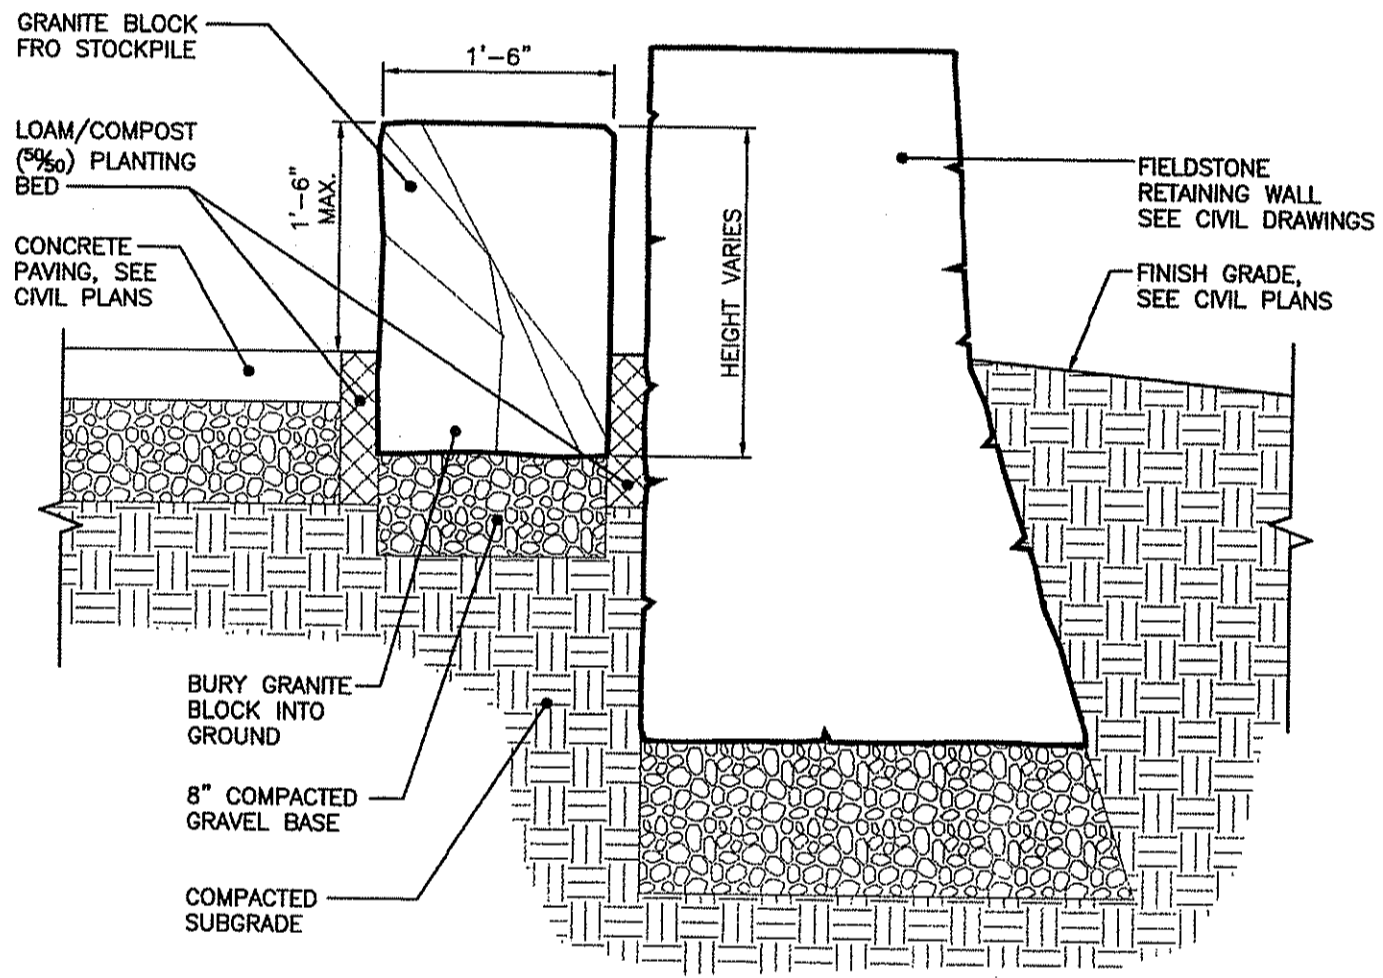 GRANITE BLOCK
FRO STOCKPILE
1'-6"
LOAM/COMPOST
(50/50) PLANTING
BED
1'-6"
MAX.
CONCRETE
PAVING, SEE
CIVIL PLANS
HEIGHT VARIES
FIELDSTONE
RETAINING WALL
SEE CIVIL DRAWINGS
FINISH GRADE,
SEE CIVIL PLANS
BURY GRANITE
BLOCK INTO
GROUND
8" COMPACTED
GRAVEL BASE
COMPACTED
SUBGRADE